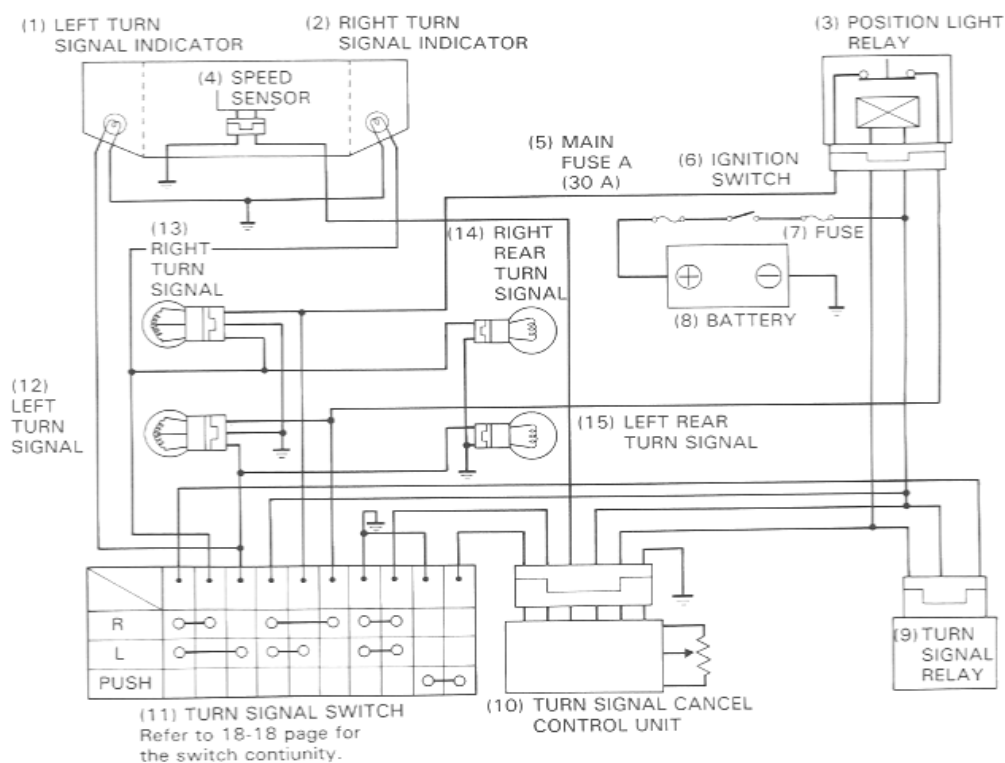 (1) LEFT TURN
SIGNAL INDICATOR
(2) RIGHT TURN
SIGNAL INDICATOR
(3) POSITION LIGHT
RELAY
(4) SPEED
SENSOR
(5) MAIN
FUSE A
(30 A)
(6) IGNITION
SWITCH
(7) FUSE
(8) BATTERY
(13)
RIGHT
TURN
SIGNAL
(14) RIGHT
REAR
TURN
SIGNAL
(12)
LEFT
TURN
SIGNAL
(15) LEFT REAR
TURN SIGNAL
R
L
PUSH
(9) TURN
SIGNAL
RELAY
(10) TURN SIGNAL CANCEL
CONTROL UNIT
(11) TURN SIGNAL SWITCH
Refer to 18-18 page for
the switch contiunity.